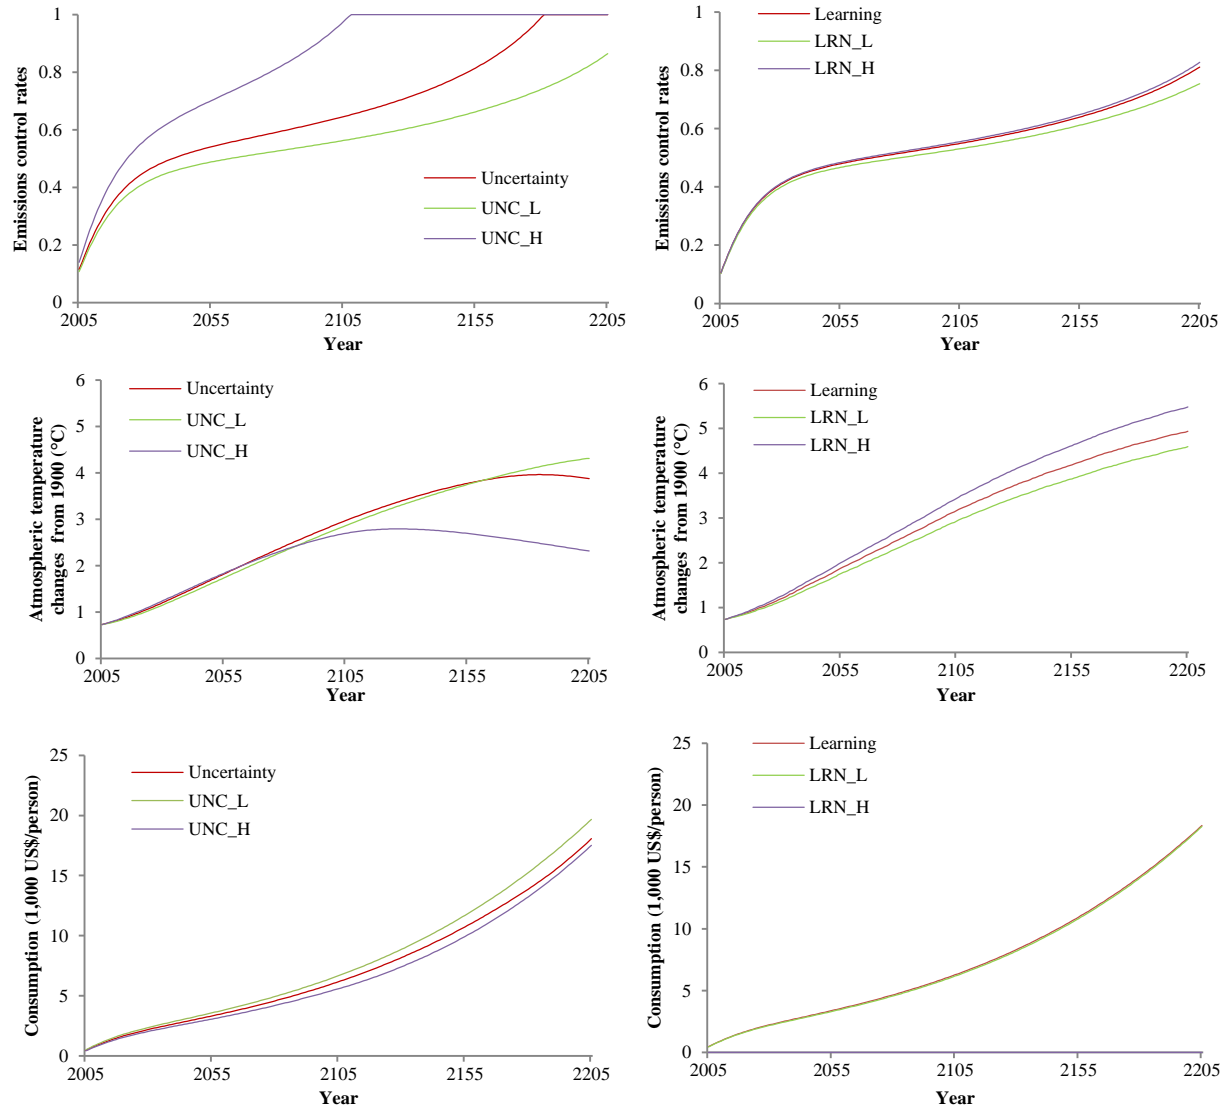 Emissions control rates
1
0.8
0.6
0.4
0.2
0
2005 2055 2105 2155 2205
Year
Uncertainty
UNC_L
UNC_H
Emissions control rates
1
0.8
0.6
0.4
0.2
0
2005 2055 2105 2155 2205
Year
Learning
LRN_L
LRN_H
Atmospheric temperature
changes from 1900 (°C)
6
5
4
3
2
1
0
2005 2055 2105 2155 2205
Year
Uncertainty
UNC_L
UNC_H
Atmospheric temperature
changes from 1900 (°C)
6
5
4
3
2
1
0
2005 2055 2105 2155 2205
Year
Learning
LRN_L
LRN_H
Consumption (1,000 US$/person)
25
20
15
10
5
0
2005 2055 2105 2155 2205
Year
Uncertainty
UNC_L
UNC_H
Consumption (1,000 US$/person)
25
20
15
10
5
0
2005 2055 2105 2155 2205
Year
Learning
LRN_L
LRN_H